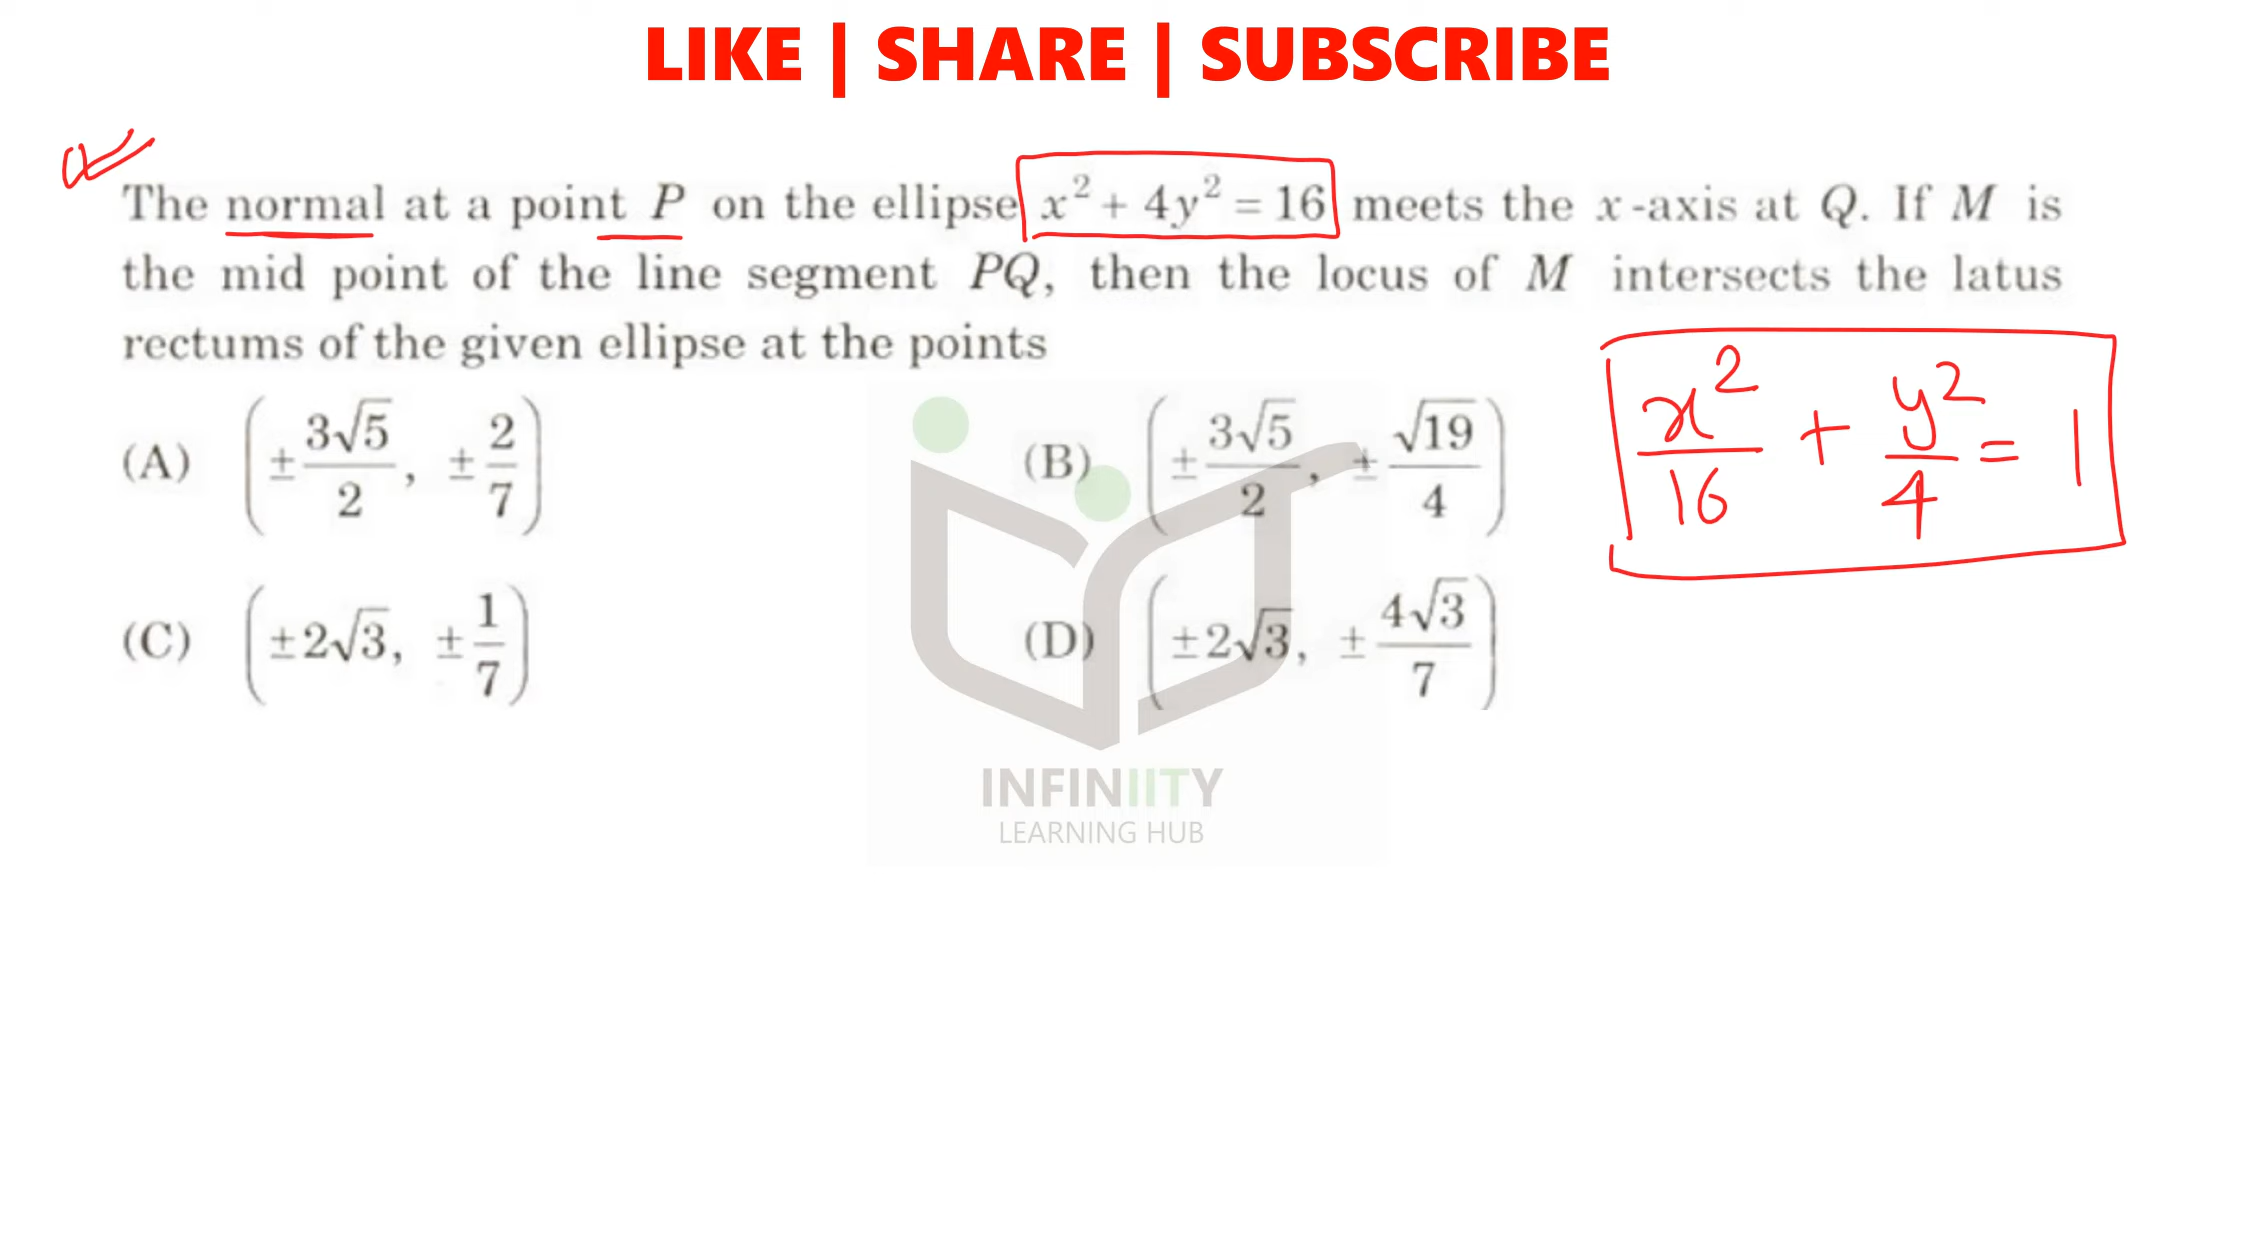 LIKE | SHARE | SUBSCRIBE
Q
The normal at a point P on the ellipse x² + 4y² = 16 meets the x-axis at Q. If M is
the mid point of the line segment PQ, then the locus of M intersects the latus
rectums of the given ellipse at the points
(A) (± 3√5/2, ± 2/7) (B) (± 3√5/2, ± √19/4)
x²/16 + y²/4 = 1
(C) (±2√3, ± 1/7) (D) (±2√3, ± 4√3/7)
INFINIITY
LEARNING HUB